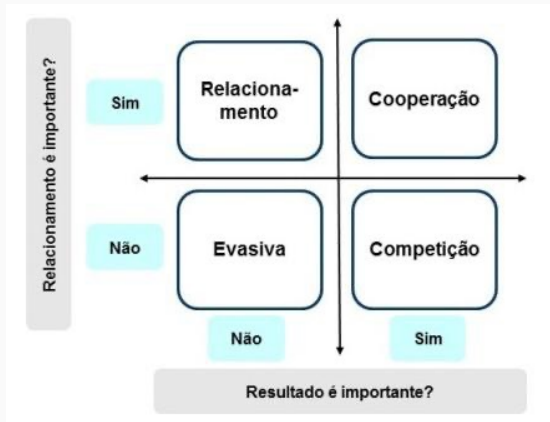 Relacionamento é importante?
Sim
Relaciona-
mento
Cooperação
Não
Evasiva
Competição
Não
Sim
Resultado é importante?